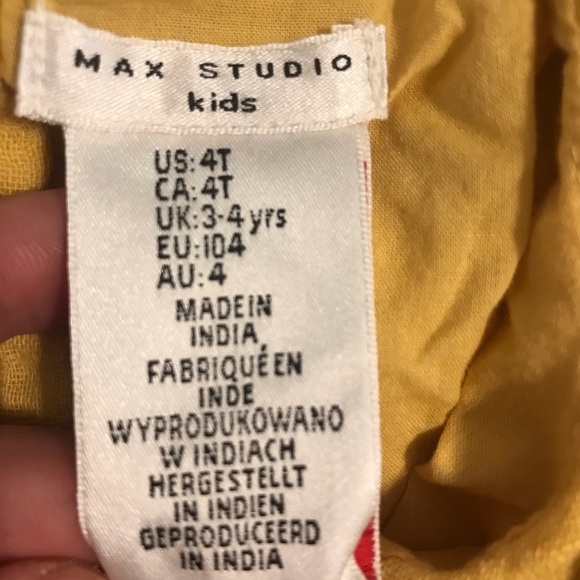 MAX STUDIO
kids
US:4T
CA:4T
UK:3-4 yrs
EU:104
AU:4
MADE IN
INDIA,
FABRIQUÉ EN
INDE
WYPRODUKOWANO
W INDIACH
HERGESTELLT
IN INDIEN
GEPRODUCEERD
IN INDIA